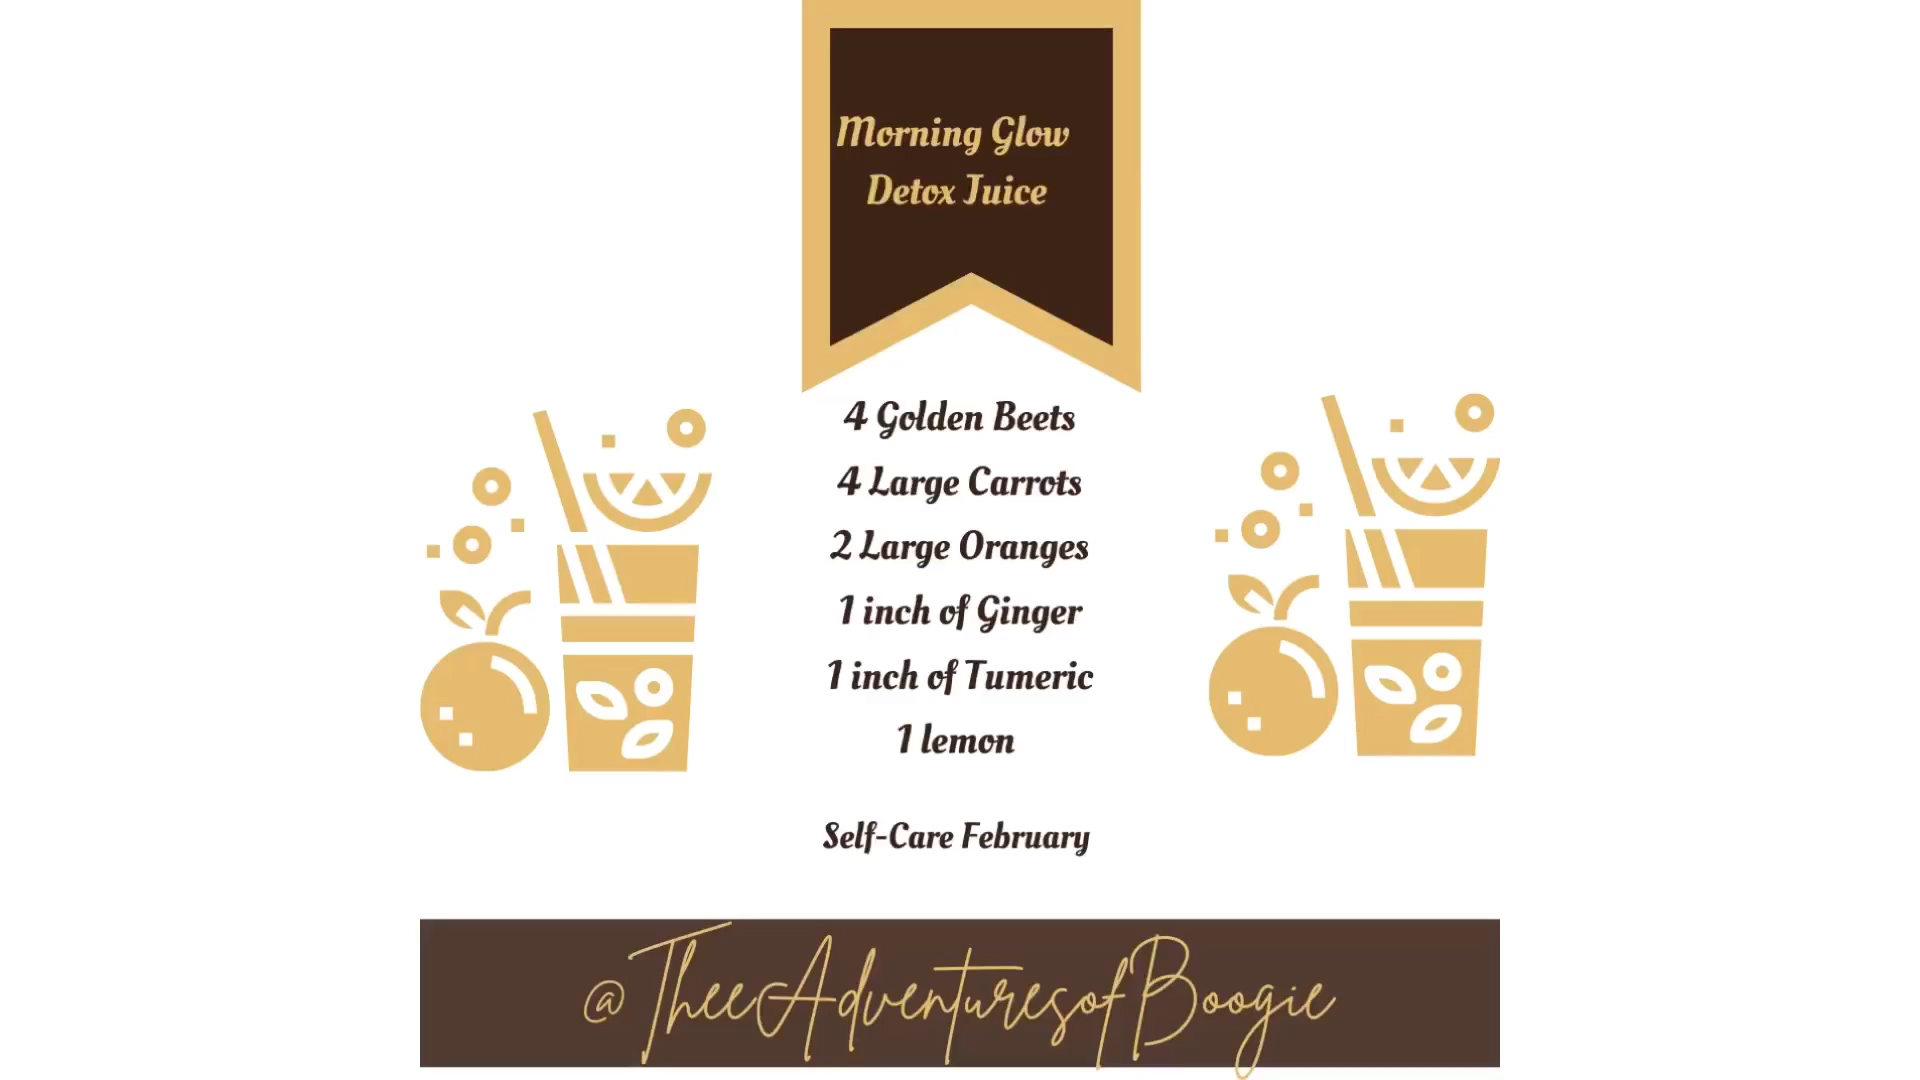 Morning Glow
Detox Juice
4 Golden Beets
4 Large Carrots
2 Large Oranges
1 inch of Ginger
1 inch of Tumeric
1 lemon
Self-Care February
@TheeAdventuresofBoogie